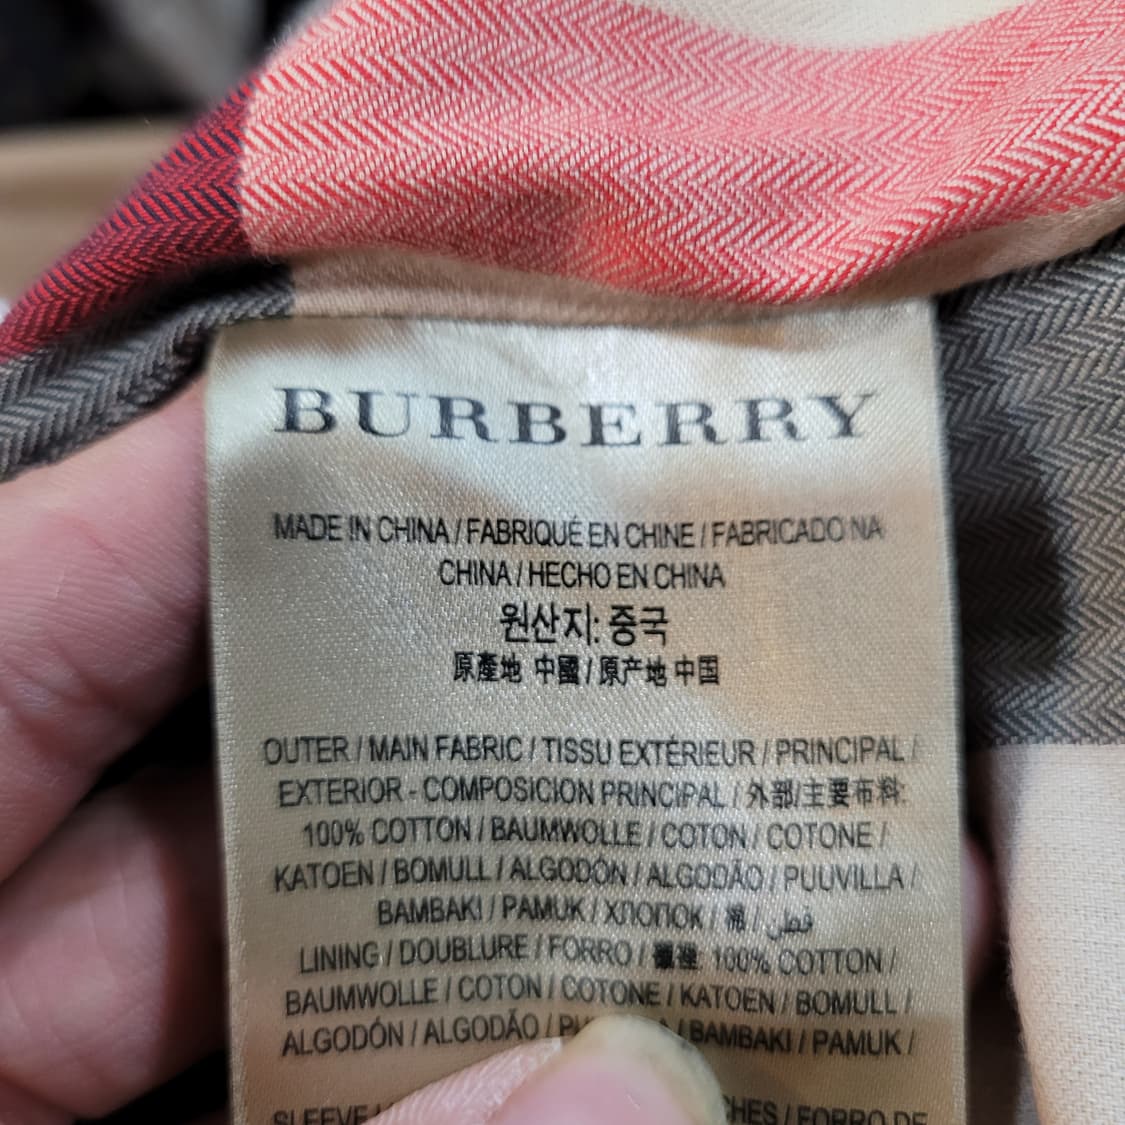 BURBERRY
MADE IN CHINA / FABRIQUÉ EN CHINE / FABRICADO NA
CHINA / HECHO EN CHINA
원산지: 중국
原產地 中國 / 原产地 中国
OUTER / MAIN FABRIC / TISSU EXTÉRIEUR / PRINCIPAL /
EXTERIOR - COMPOSICION PRINCIPAL / 外部/主要布料:
100% COTTON / BAUMWOLLE / COTON / COTONE /
KATOEN / BOMULL / ALGODÓN / ALGODÃO / PUUVILLA /
BAMBAKI / PAMUK / ХЛОПОК / 棉 / قطن
LINING / DOUBLURE / FORRO / 100% COTTON /
BAUMWOLLE / COTON / COTONE / KATOEN / BOMULL /
ALGODÓN / ALGODÃO / / BAMBAKI / PAMUK /
SLEEVE / / FORRO DE